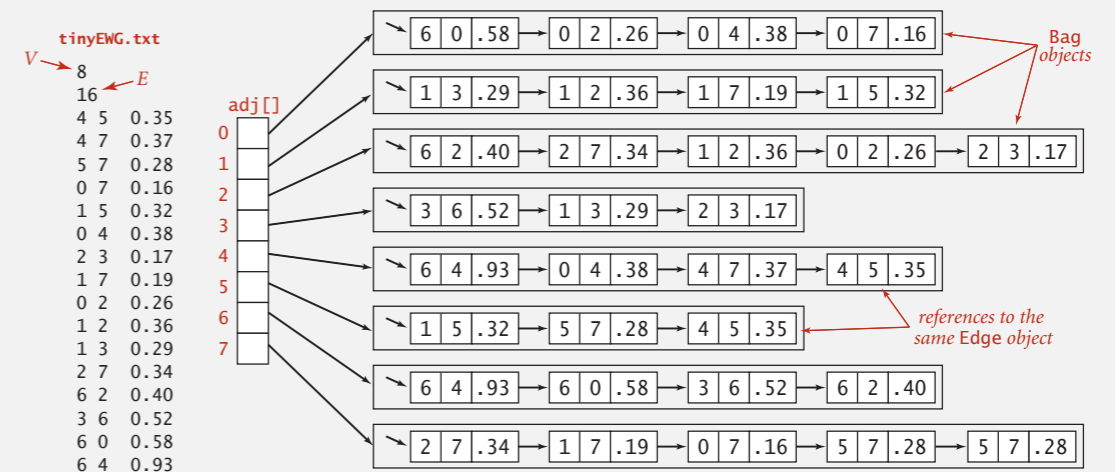 tinyEWG.txt
V
8
E
16
4 5 0.35
4 7 0.37
5 7 0.28
0 7 0.16
1 5 0.32
0 4 0.38
2 3 0.17
1 7 0.19
0 2 0.26
1 2 0.36
1 3 0.29
2 7 0.34
6 2 0.40
3 6 0.52
6 0 0.58
6 4 0.93
adj[]
0
1
2
3
4
5
6
7
6 0 .58 0 2 .26 0 4 .38 0 7 .16
1 3 .29 1 2 .36 1 7 .19 1 5 .32
6 2 .40 2 7 .34 1 2 .36 0 2 .26 2 3 .17
3 6 .52 1 3 .29 2 3 .17
6 4 .93 0 4 .38 4 7 .37 4 5 .35
1 5 .32 5 7 .28 4 5 .35
6 4 .93 6 0 .58 3 6 .52 6 2 .40
2 7 .34 1 7 .19 0 7 .16 5 7 .28 5 7 .28
Bag
objects
references to the
same Edge object